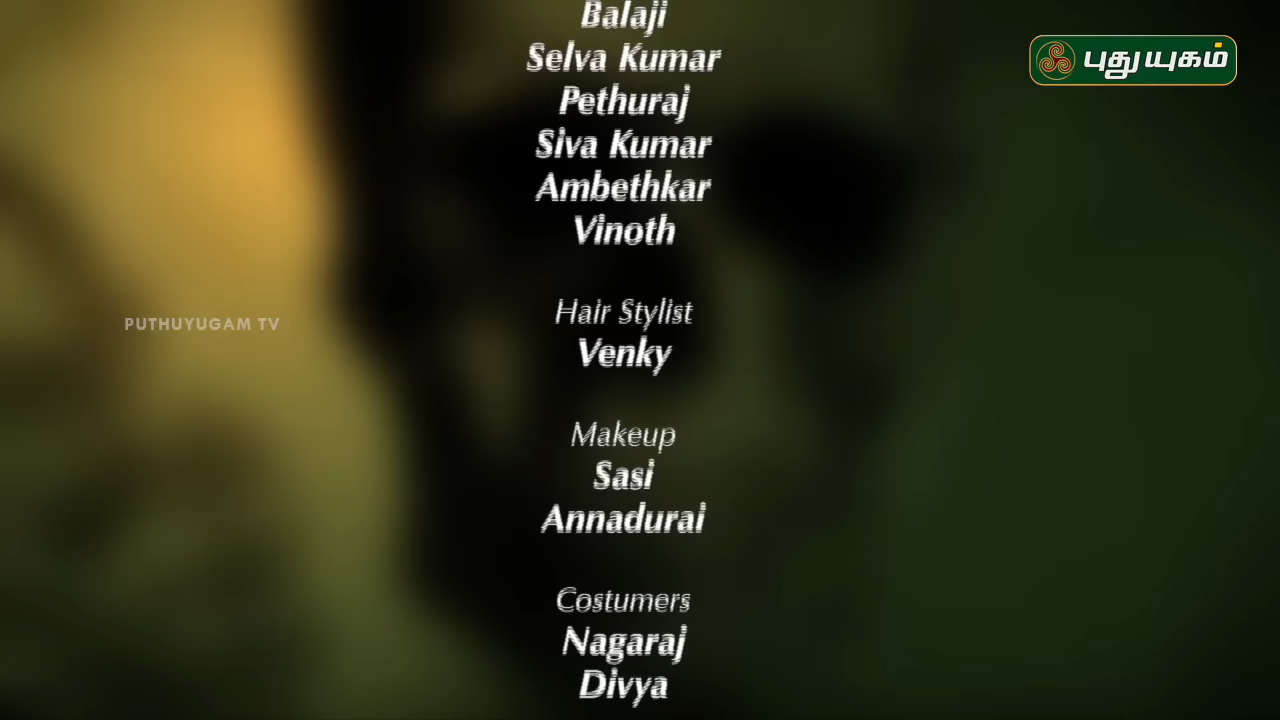 Balaji
Selva Kumar
Pethuraj
Siva Kumar
Ambethkar
Vinoth
புதுயுகம்
PUTHUYUGAM TV
Hair Stylist
Venky
Makeup
Sasi
Annadurai
Costumers
Nagaraj
Divya